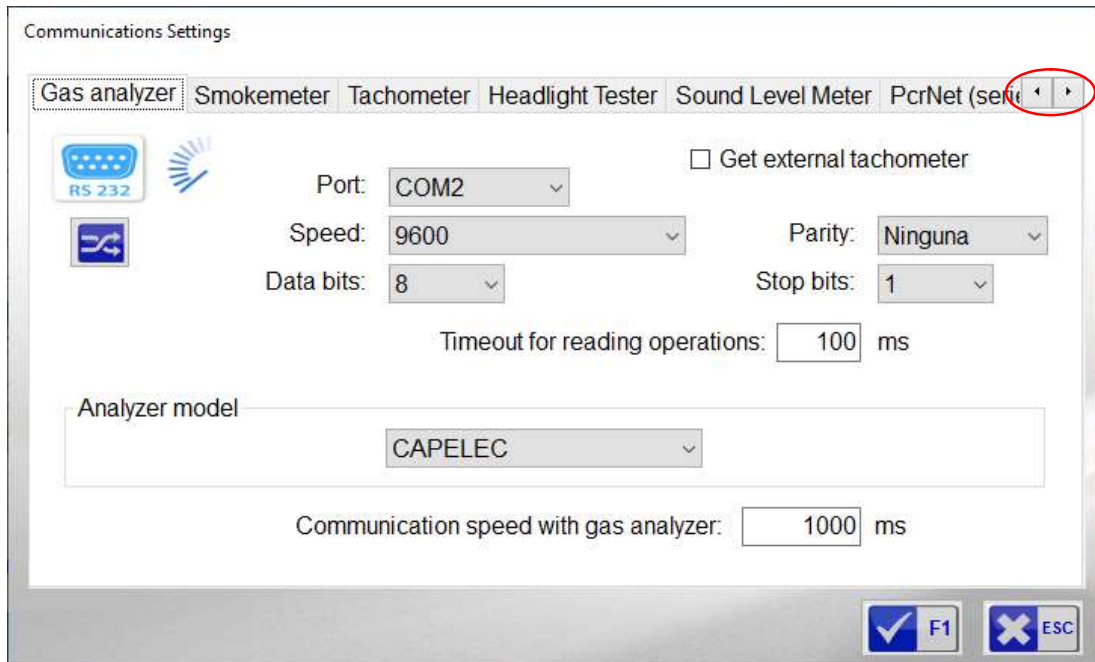 Communications Settings
Gas analyzer Smokemeter Tachometer Headlight Tester Sound Level Meter PcrNet (serie
RS 232
Get external tachometer
Port: COM2
Speed: 9600 Parity: Ninguna
Data bits: 8 Stop bits: 1
Timeout for reading operations: 100 ms
Analyzer model
CAPELEC
Communication speed with gas analyzer: 1000 ms
F1 ESC